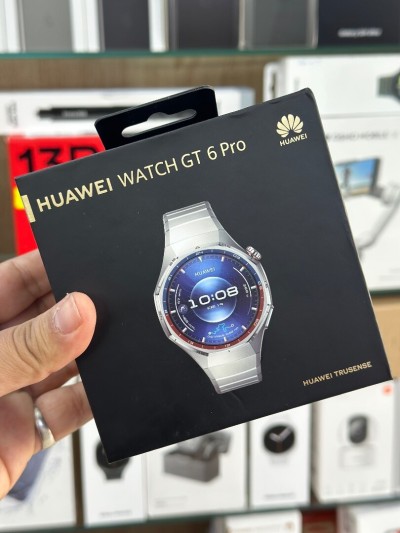 HUAWEI WATCH GT 6 Pro
HUAWEI
HUAWEI
10:08
HUAWEI TRUSENSE